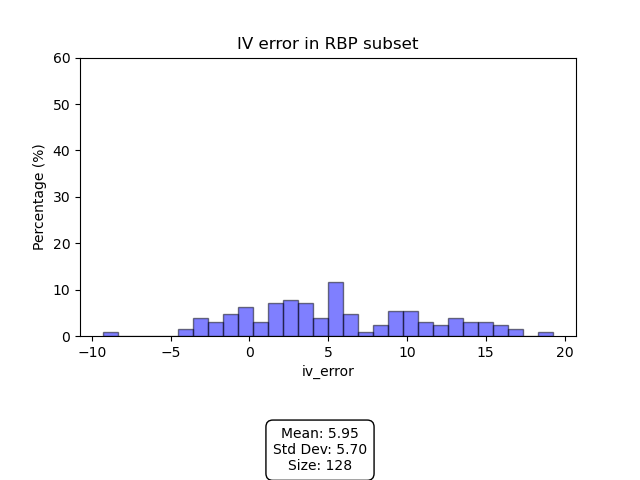 IV error in RBP subset
60
50
40
30
20
10
0
Percentage (%)
−10
−5
0
5
10
15
20
iv_error
Mean: 5.95
Std Dev: 5.70
Size: 128